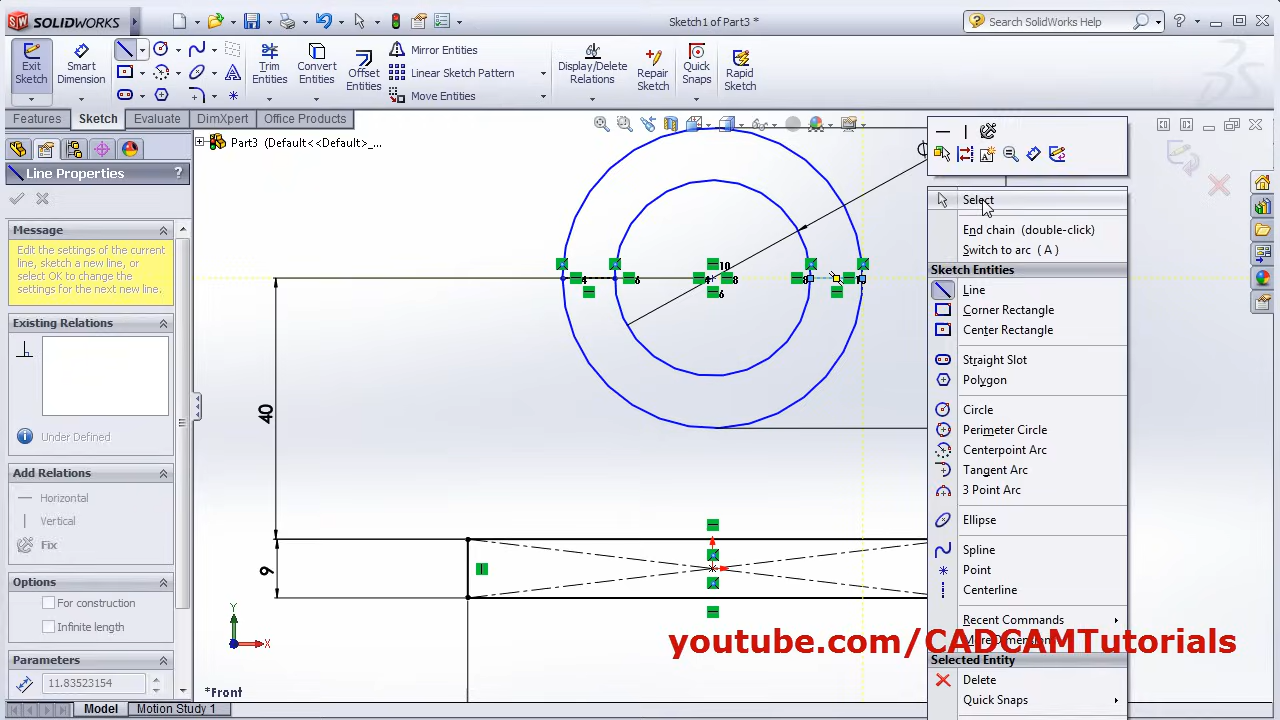 SOLIDWORKS
Sketch1 of Part3 *
Search SolidWorks Help
Exit Sketch
Smart Dimension
Trim Entities
Convert Entities
Offset Entities
Mirror Entities
Linear Sketch Pattern
Move Entities
Display/Delete Relations
Repair Sketch
Quick Snaps
Rapid Sketch
Features
Sketch
Evaluate
DimXpert
Office Products
Part3 (Default<<Default>_...
Line Properties
?
Message
Edit the settings of the current
line, sketch a new line, or
select OK to change the
settings for the next new line.
Existing Relations
Under Defined
Add Relations
Horizontal
Vertical
Fix
Options
For construction
Infinite length
Parameters
11.83523154
10
4
6
8
6
40
9
Y
X
*Front
Select
End chain (double-click)
Switch to arc ( A )
Sketch Entities
Line
Corner Rectangle
Center Rectangle
Straight Slot
Polygon
Circle
Perimeter Circle
Centerpoint Arc
Tangent Arc
3 Point Arc
Ellipse
Spline
Point
Centerline
Recent Commands
youtube.com/CADCAMTutorials
Selected Entity
Delete
Quick Snaps
Model
Motion Study 1